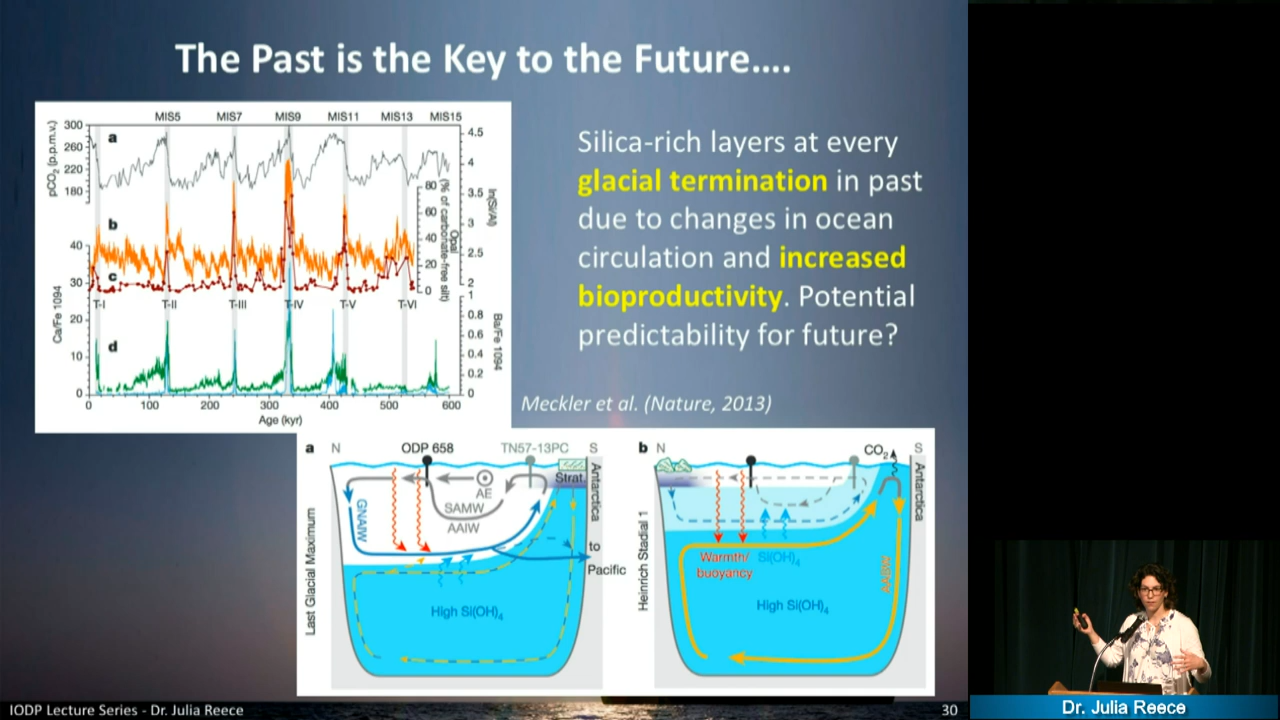 The Past is the Key to the Future....
MIS5 MIS7 MIS9 MIS11 MIS13 MIS15
a
pCO₂ (p.p.m.v.)
300
260
220
180
4.5
4
3.5
3
2.5
2
ln(Si/Al)
b
80
60
40
20
0
Opal
(% of carbonate-free silt)
c
T-I T-II T-III T-IV T-V T-VI
d
40
30
20
10
0
Ca/Fe 1094
1
0.8
0.6
0.4
0.2
0
Ba/Fe 1094
0 100 200 300 400 500 600
Age (kyr)
Silica-rich layers at every
glacial termination in past
due to changes in ocean
circulation and increased
bioproductivity. Potential
predictability for future?
Meckler et al. (Nature, 2013)
a N ODP 658 TN57-13PC S
Strat.
Antarctica
AE
SAMW
AAIW
GNAIW
to
Pacific
High Si(OH)₄
Last Glacial Maximum
b N CO₂ S
Antarctica
Warmth/
buoyancy
Si(OH)₄
High Si(OH)₄
AABW
Heinrich Stadial 1
IODP Lecture Series - Dr. Julia Reece
30
Dr. Julia Reece